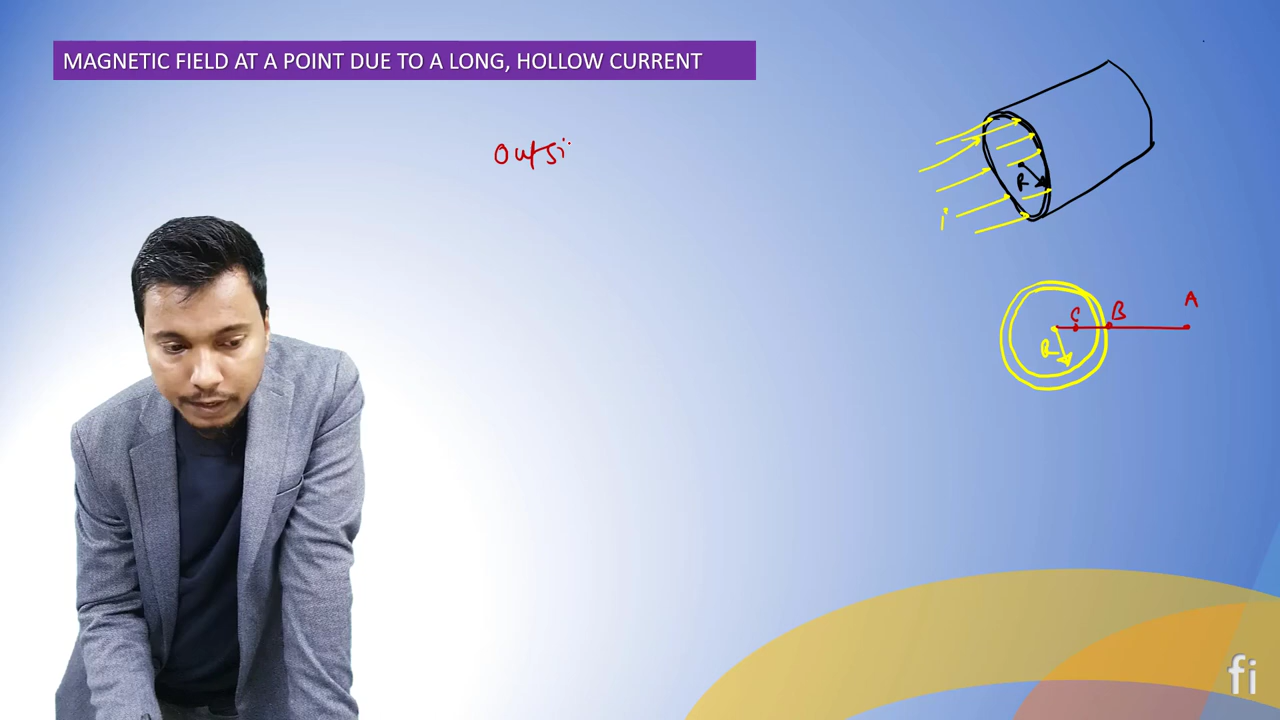 MAGNETIC FIELD AT A POINT DUE TO A LONG, HOLLOW CURRENT
outsi
R
i
A
B
C
R
fi